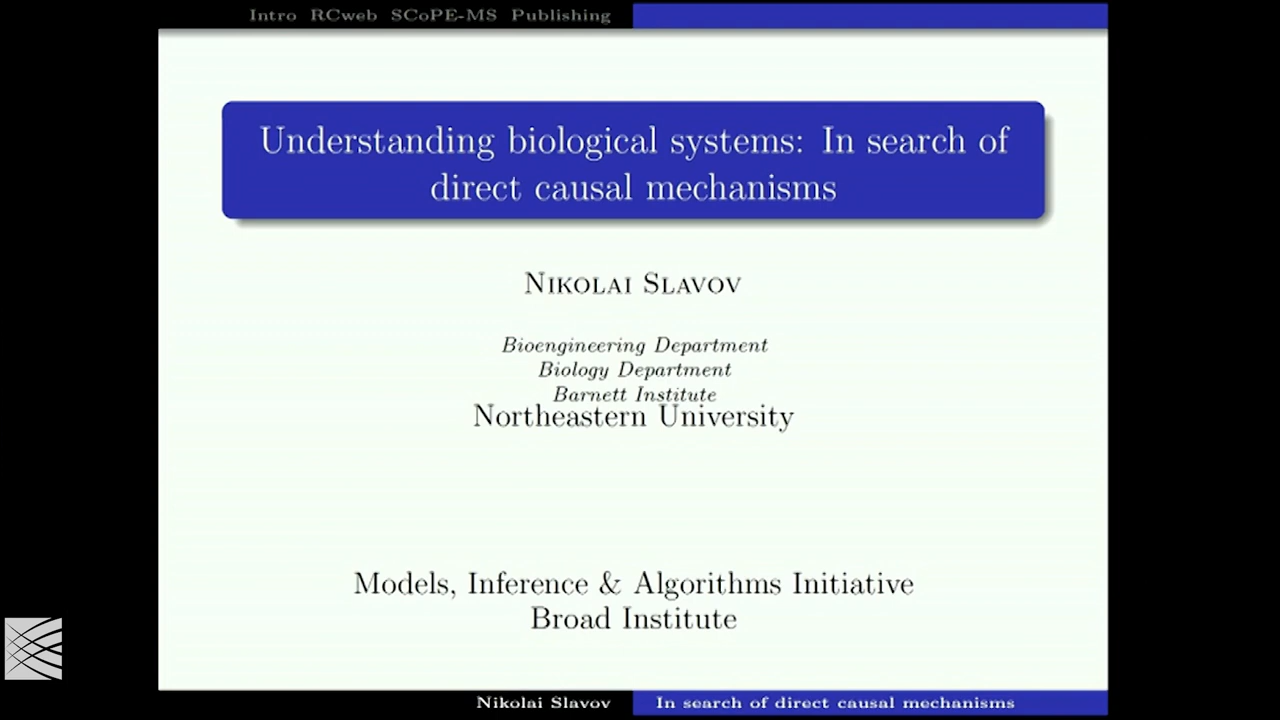 Intro RCweb SCoPE-MS Publishing
Understanding biological systems: In search of
direct causal mechanisms
Nikolai Slavov
Bioengineering Department
Biology Department
Barnett Institute
Northeastern University
Models, Inference & Algorithms Initiative
Broad Institute
Nikolai Slavov In search of direct causal mechanisms